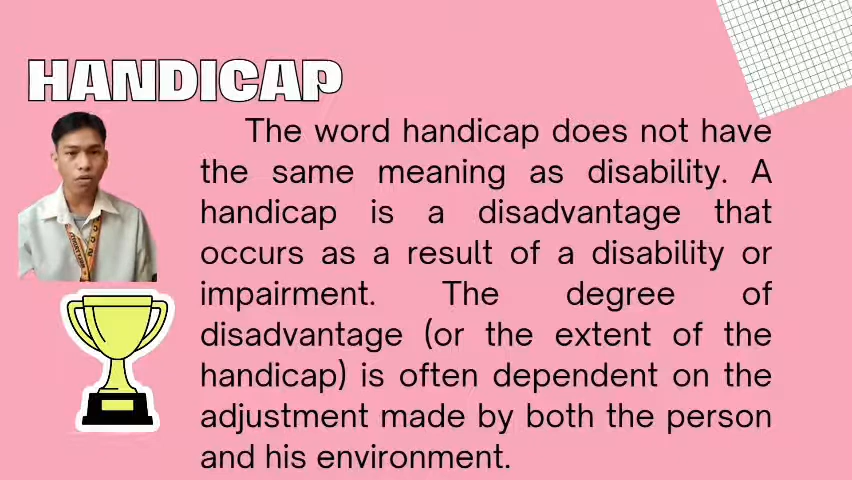 HANDICAP
The word handicap does not have
the same meaning as disability. A
handicap is a disadvantage that
occurs as a result of a disability or
impairment. The degree of
disadvantage (or the extent of the
handicap) is often dependent on the
adjustment made by both the person
and his environment.